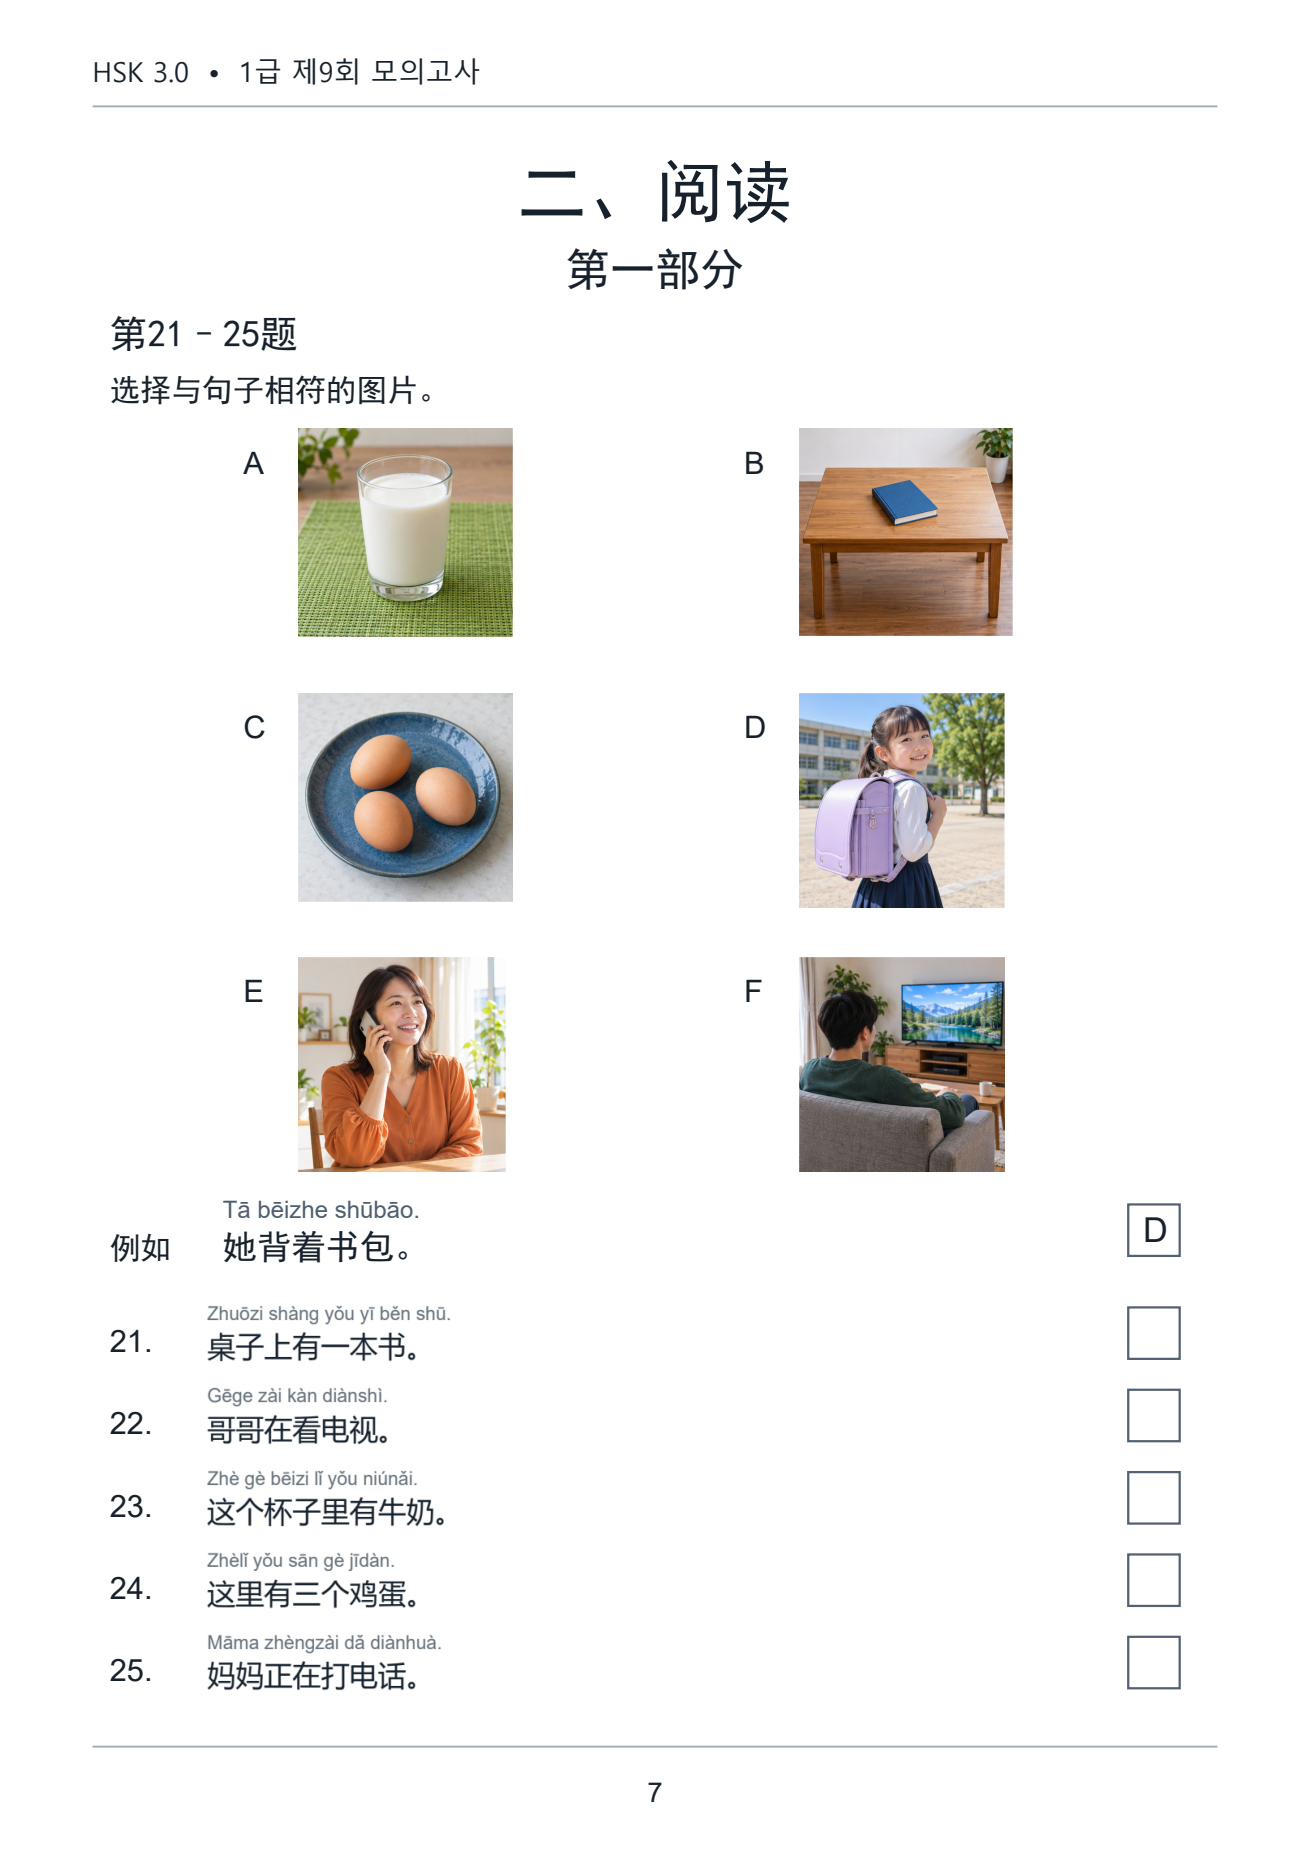 HSK 3.0 • 1급 제9회 모의고사
二、阅读
第一部分
第21－25题
选择与句子相符的图片。
A
B
C
D
E
F
Tā bēizhe shūbāo.
例如 她背着书包。 D
Zhuōzi shàng yǒu yī běn shū.
21. 桌子上有一本书。
Gēge zài kàn diànshì.
22. 哥哥在看电视。
Zhè gè bēizi lǐ yǒu niúnǎi.
23. 这个杯子里有牛奶。
Zhèlǐ yǒu sān gè jīdàn.
24. 这里有三个鸡蛋。
Māma zhèngzài dǎ diànhuà.
25. 妈妈正在打电话。
7